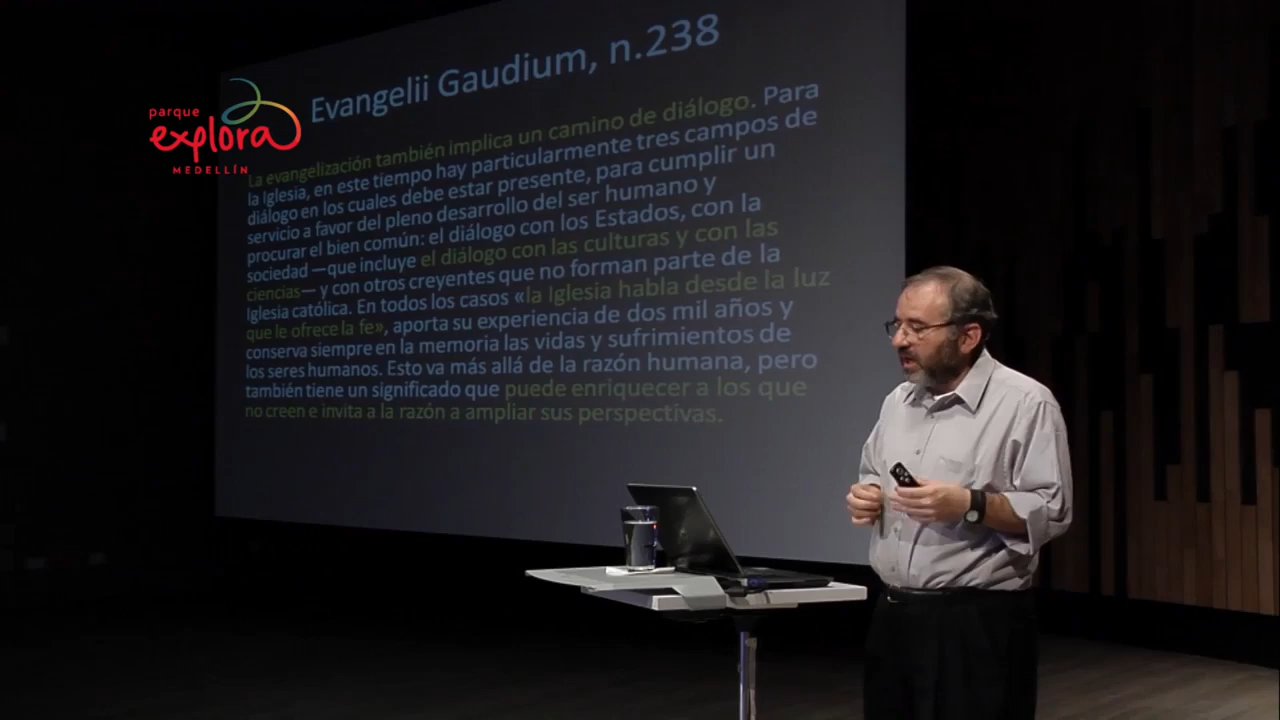 Evangelii Gaudium, n.238
parque
explora
MEDELLÍN
La evangelización también implica un camino de diálogo. Para
la Iglesia, en este tiempo hay particularmente tres campos de
diálogo en los cuales debe estar presente, para cumplir un
servicio a favor del pleno desarrollo del ser humano y
procurar el bien común: el diálogo con los Estados, con la
sociedad —que incluye el diálogo con las culturas y con las
ciencias— y con otros creyentes que no forman parte de la
Iglesia católica. En todos los casos «la Iglesia habla desde la luz
que le ofrece la fe», aporta su experiencia de dos mil años y
conserva siempre en la memoria las vidas y sufrimientos de
los seres humanos. Esto va más allá de la razón humana, pero
también tiene un significado que puede enriquecer a los que
no creen e invita a la razón a ampliar sus perspectivas.